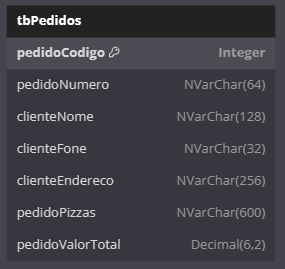 tbPedidos
pedidoCodigo Integer
pedidoNumero NVarChar(64)
clienteNome NVarChar(128)
clienteFone NVarChar(32)
clienteEndereco NVarChar(256)
pedidoPizzas NVarChar(600)
pedidoValorTotal Decimal(6,2)